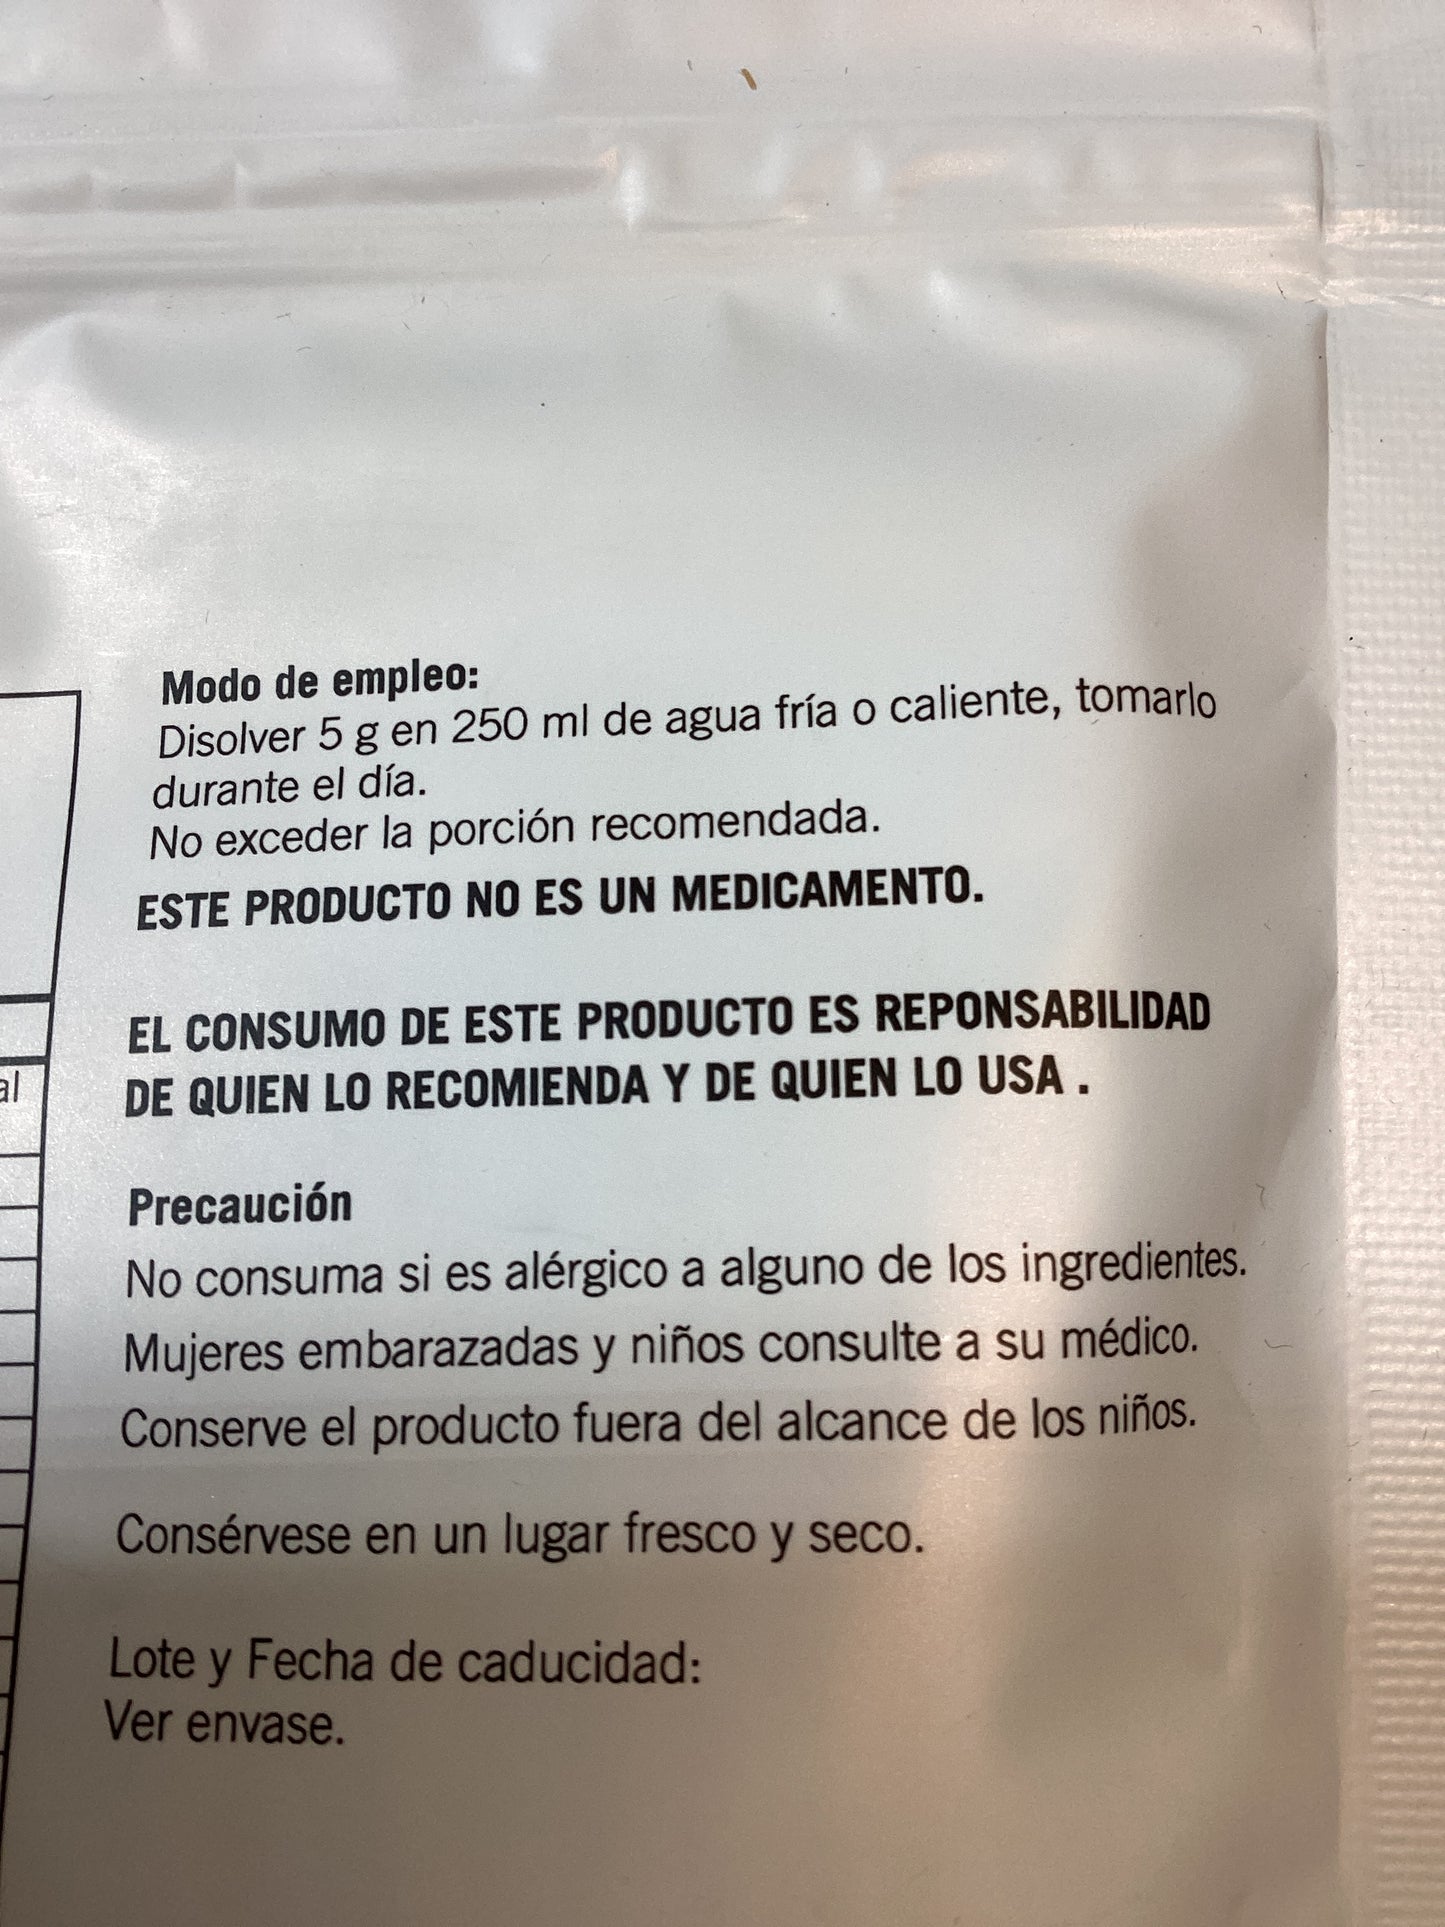 Modo de empleo:
Disolver 5 g en 250 ml de agua fría o caliente, tomarlo
durante el día.
No exceder la porción recomendada.
ESTE PRODUCTO NO ES UN MEDICAMENTO.
EL CONSUMO DE ESTE PRODUCTO ES REPONSABILIDAD
DE QUIEN LO RECOMIENDA Y DE QUIEN LO USA .
Precaución
No consuma si es alérgico a alguno de los ingredientes.
Mujeres embarazadas y niños consulte a su médico.
Conserve el producto fuera del alcance de los niños.
Consérvese en un lugar fresco y seco.
Lote y Fecha de caducidad:
Ver envase.